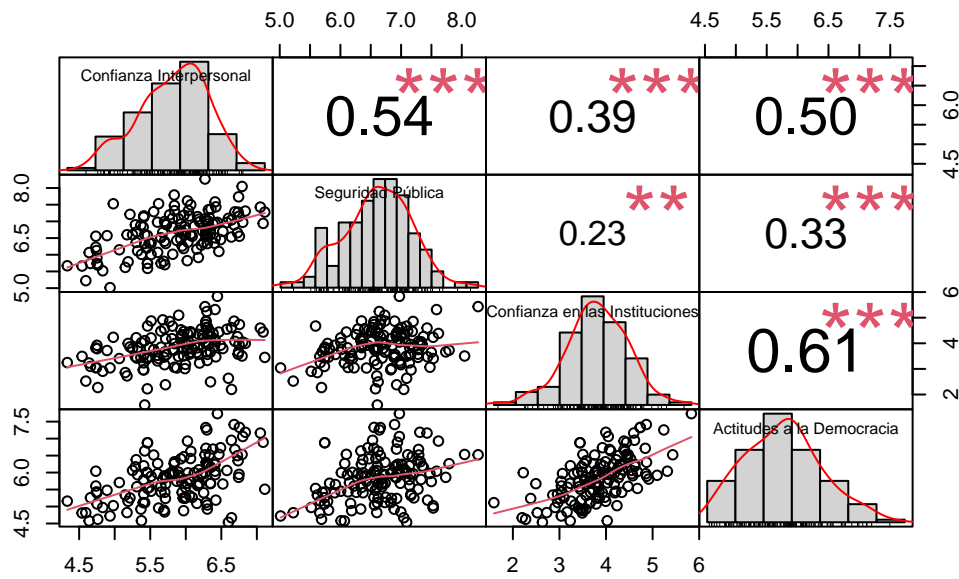 5.0 6.0 7.0 8.0 4.5 5.5 6.5 7.5
Confianza Interpersonal
0.54 ***
0.39 ***
0.50 ***
4.5 6.0
5.0 6.5 8.0
Seguridad Pública
0.23 **
0.33 ***
Confianza en las Instituciones
0.61 ***
2 4 6
4.5 6.0 7.5
Actitudes a la Democracia
4.5 5.5 6.5 2 3 4 5 6